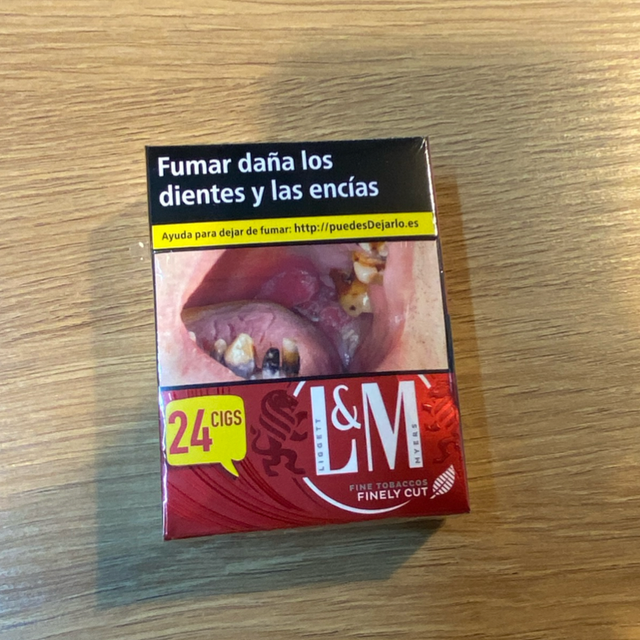 Fumar daña los
dientes y las encías
Ayuda para dejar de fumar: http://puedesDejarlo.es
24 CIGS
LIGGETT
L&M
MYERS
FINE TOBACCOS
FINELY CUT